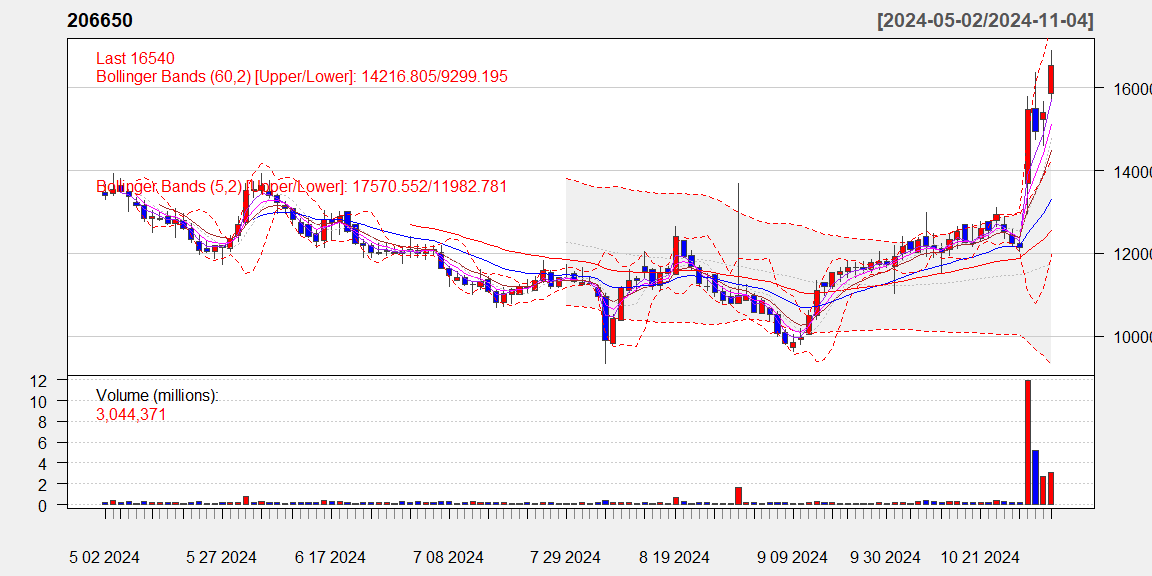 206650 [2024-05-02/2024-11-04]
Last 16540
Bollinger Bands (60,2) [Upper/Lower]: 14216.805/9299.195
16000
14000
Bollinger Bands (5,2) [Upper/Lower]: 17570.552/11982.781
12000
10000
Volume (millions):
3,044,371
12
10
8
6
4
2
0
5 02 2024 5 27 2024 6 17 2024 7 08 2024 7 29 2024 8 19 2024 9 09 2024 9 30 2024 10 21 2024